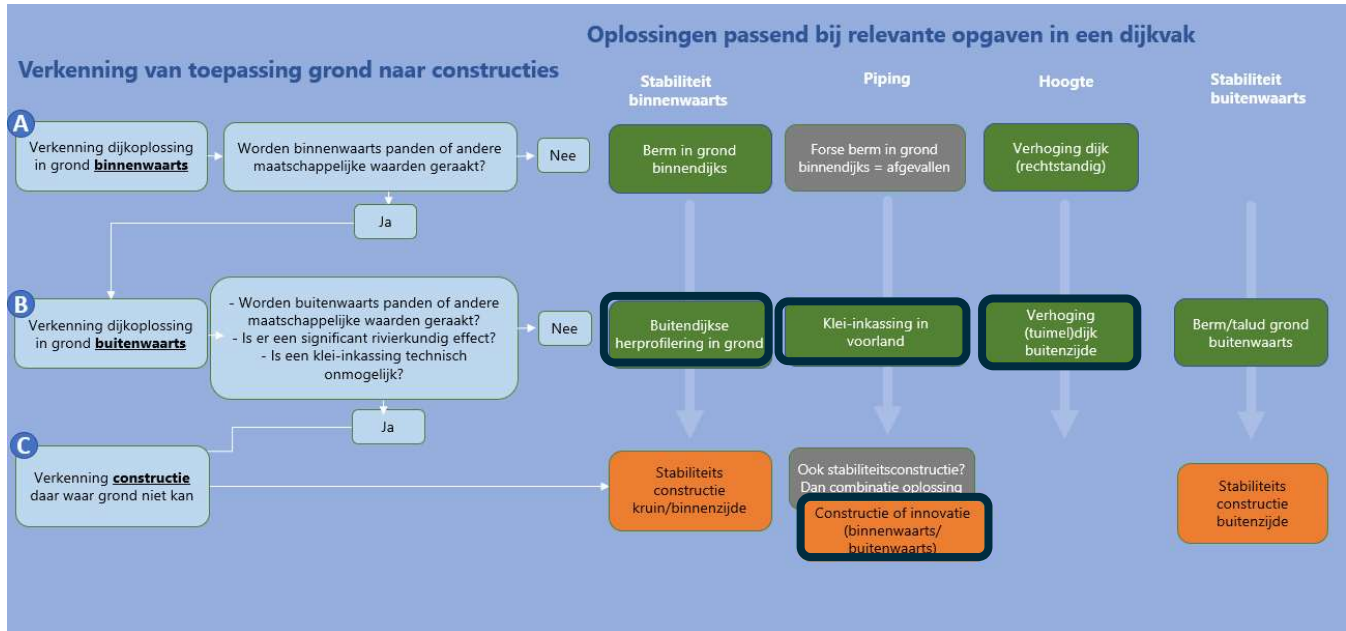 Oplossingen passend bij relevante opgaven in een dijkvak
Verkenning van toepassing grond naar constructies
Stabiliteit
binnenwaarts
Piping
Hoogte
Stabiliteit
buitenwaarts
A
Verkenning dijkoplossing
in grond binnenwaarts
Worden binnenwaarts panden of andere
maatschappelijke waarden geraakt?
Nee
Berm in grond
binnendijks
Forse berm in grond
binnendijks = afgevallen
Verhoging dijk
(rechtstandig)
Ja
B
Verkenning dijkoplossing
in grond buitenwaarts
- Worden buitenwaarts panden of andere
maatschappelijke waarden geraakt?
- Is er een significant rivierkundig effect?
- Is een klei-inkassing technisch
onmogelijk?
Nee
Buitendijkse
herprofilering in grond
Klei-inkassing in
voorland
Verhoging
(tuimel)dijk
buitenzijde
Berm/talud grond
buitenwaarts
Ja
C
Verkenning constructie
daar waar grond niet kan
Stabiliteits
constructie
kruin/binnenzijde
Ook stabiliteitsconstructie?
Dan combinatie oplossing
Constructie of innovatie
(binnenwaarts/
buitenwaarts)
Stabiliteits
constructie
buitenzijde